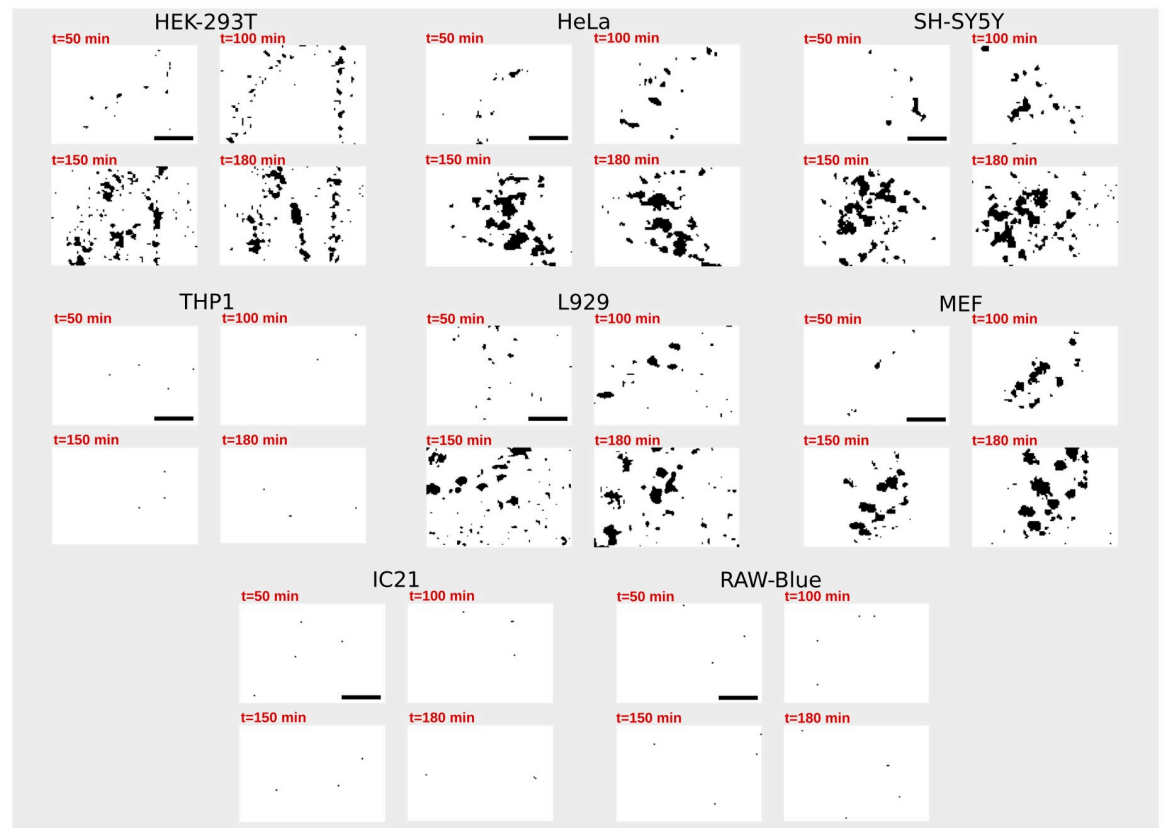 HEK-293T HeLa SH-SY5Y
t=50 min t=100 min t=50 min t=100 min t=50 min t=100 min
t=150 min t=180 min t=150 min t=180 min t=150 min t=180 min
THP1 L929 MEF
t=50 min t=100 min t=50 min t=100 min t=50 min t=100 min
t=150 min t=180 min t=150 min t=180 min t=150 min t=180 min
IC21 RAW-Blue
t=50 min t=100 min t=50 min t=100 min
t=150 min t=180 min t=150 min t=180 min